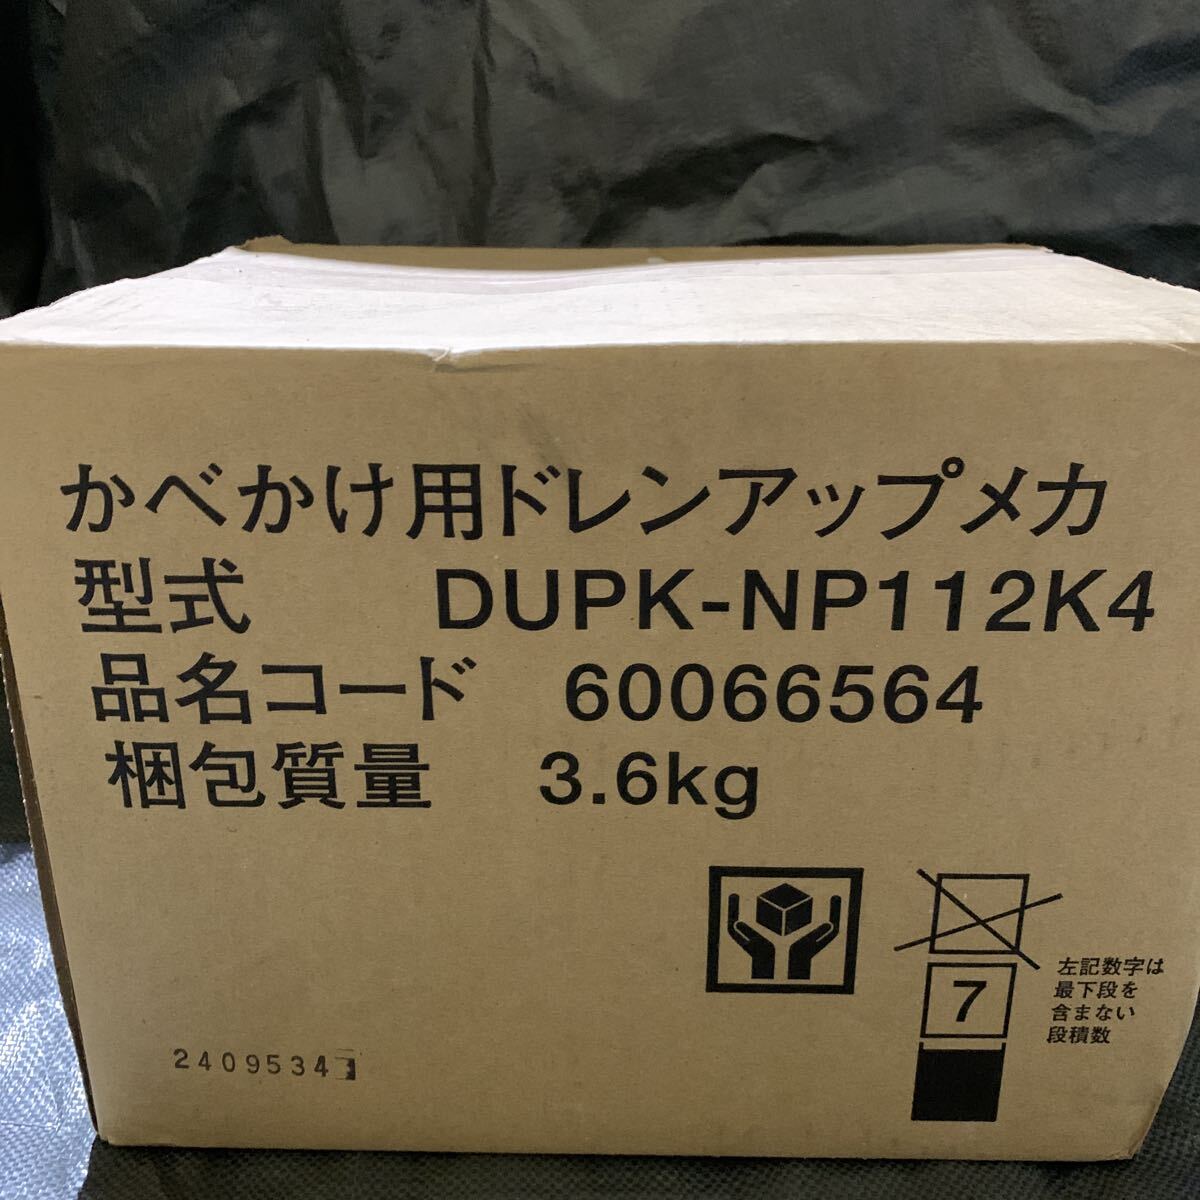 かべかけ用ドレンアップメカ
型式 DUPK-NP112K4
品名コード 60066564
梱包質量 3.6kg
7
左記数字は
最下段を
含まない
段積数
2409534